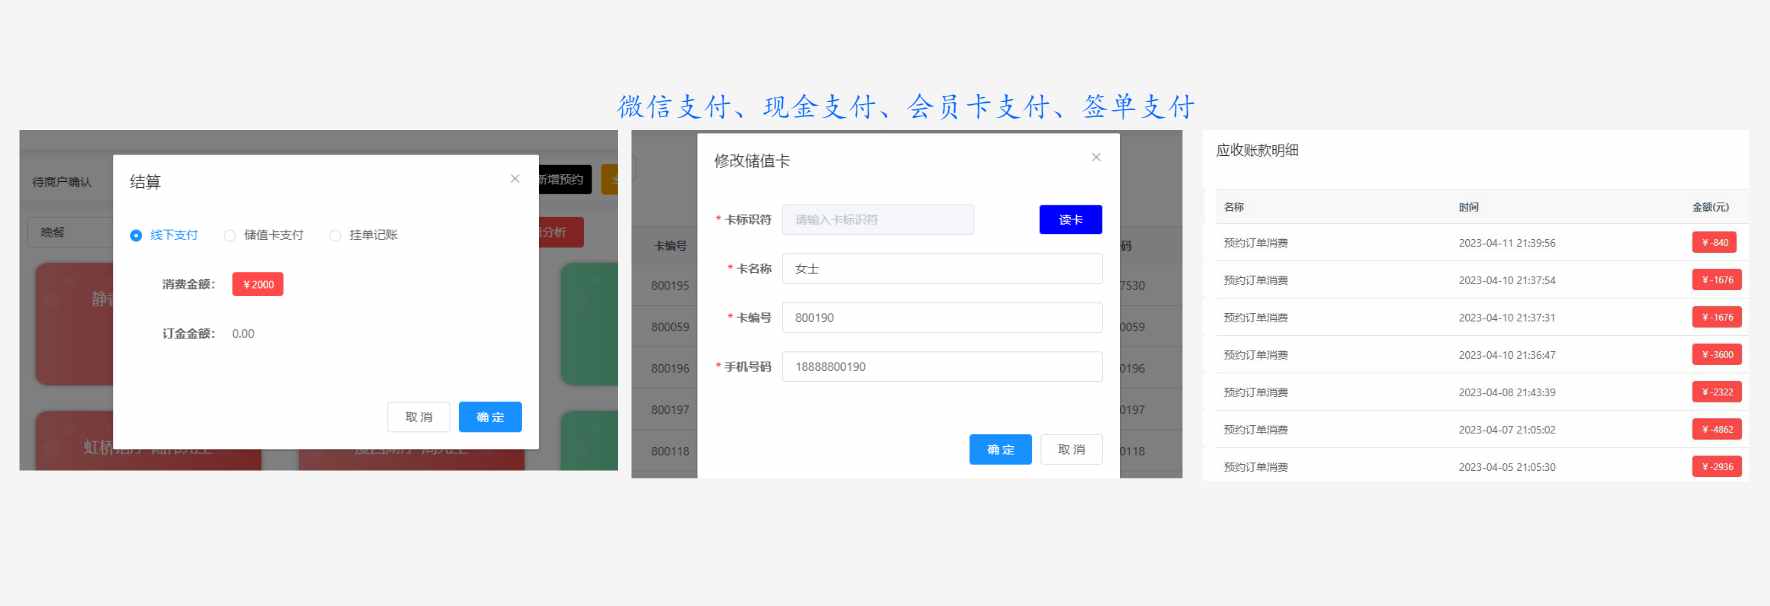 微信支付、现金支付、会员卡支付、签单支付
待商户确认
新增预约
晚餐
分析
结算
线下支付 储值卡支付 挂单记账
消费金额： ￥2000
订金金额： 0.00
取 消 确 定
卡编号
800195
800059
800196
800197
800118
修改储值卡
* 卡标识符 请输入卡标识符 读卡
* 卡名称 女士
* 卡编号 800190
* 手机号码 18888800190
确 定 取 消
码
7530
0059
0196
0197
0118
应收账款明细
名称 时间 金额(元)
预约订单消费 2023-04-11 21:39:56 ￥-840
预约订单消费 2023-04-10 21:37:54 ￥-1676
预约订单消费 2023-04-10 21:37:31 ￥-1676
预约订单消费 2023-04-10 21:36:47 ￥-3600
预约订单消费 2023-04-08 21:43:39 ￥-2322
预约订单消费 2023-04-07 21:05:02 ￥-4862
预约订单消费 2023-04-05 21:05:30 ￥-2936